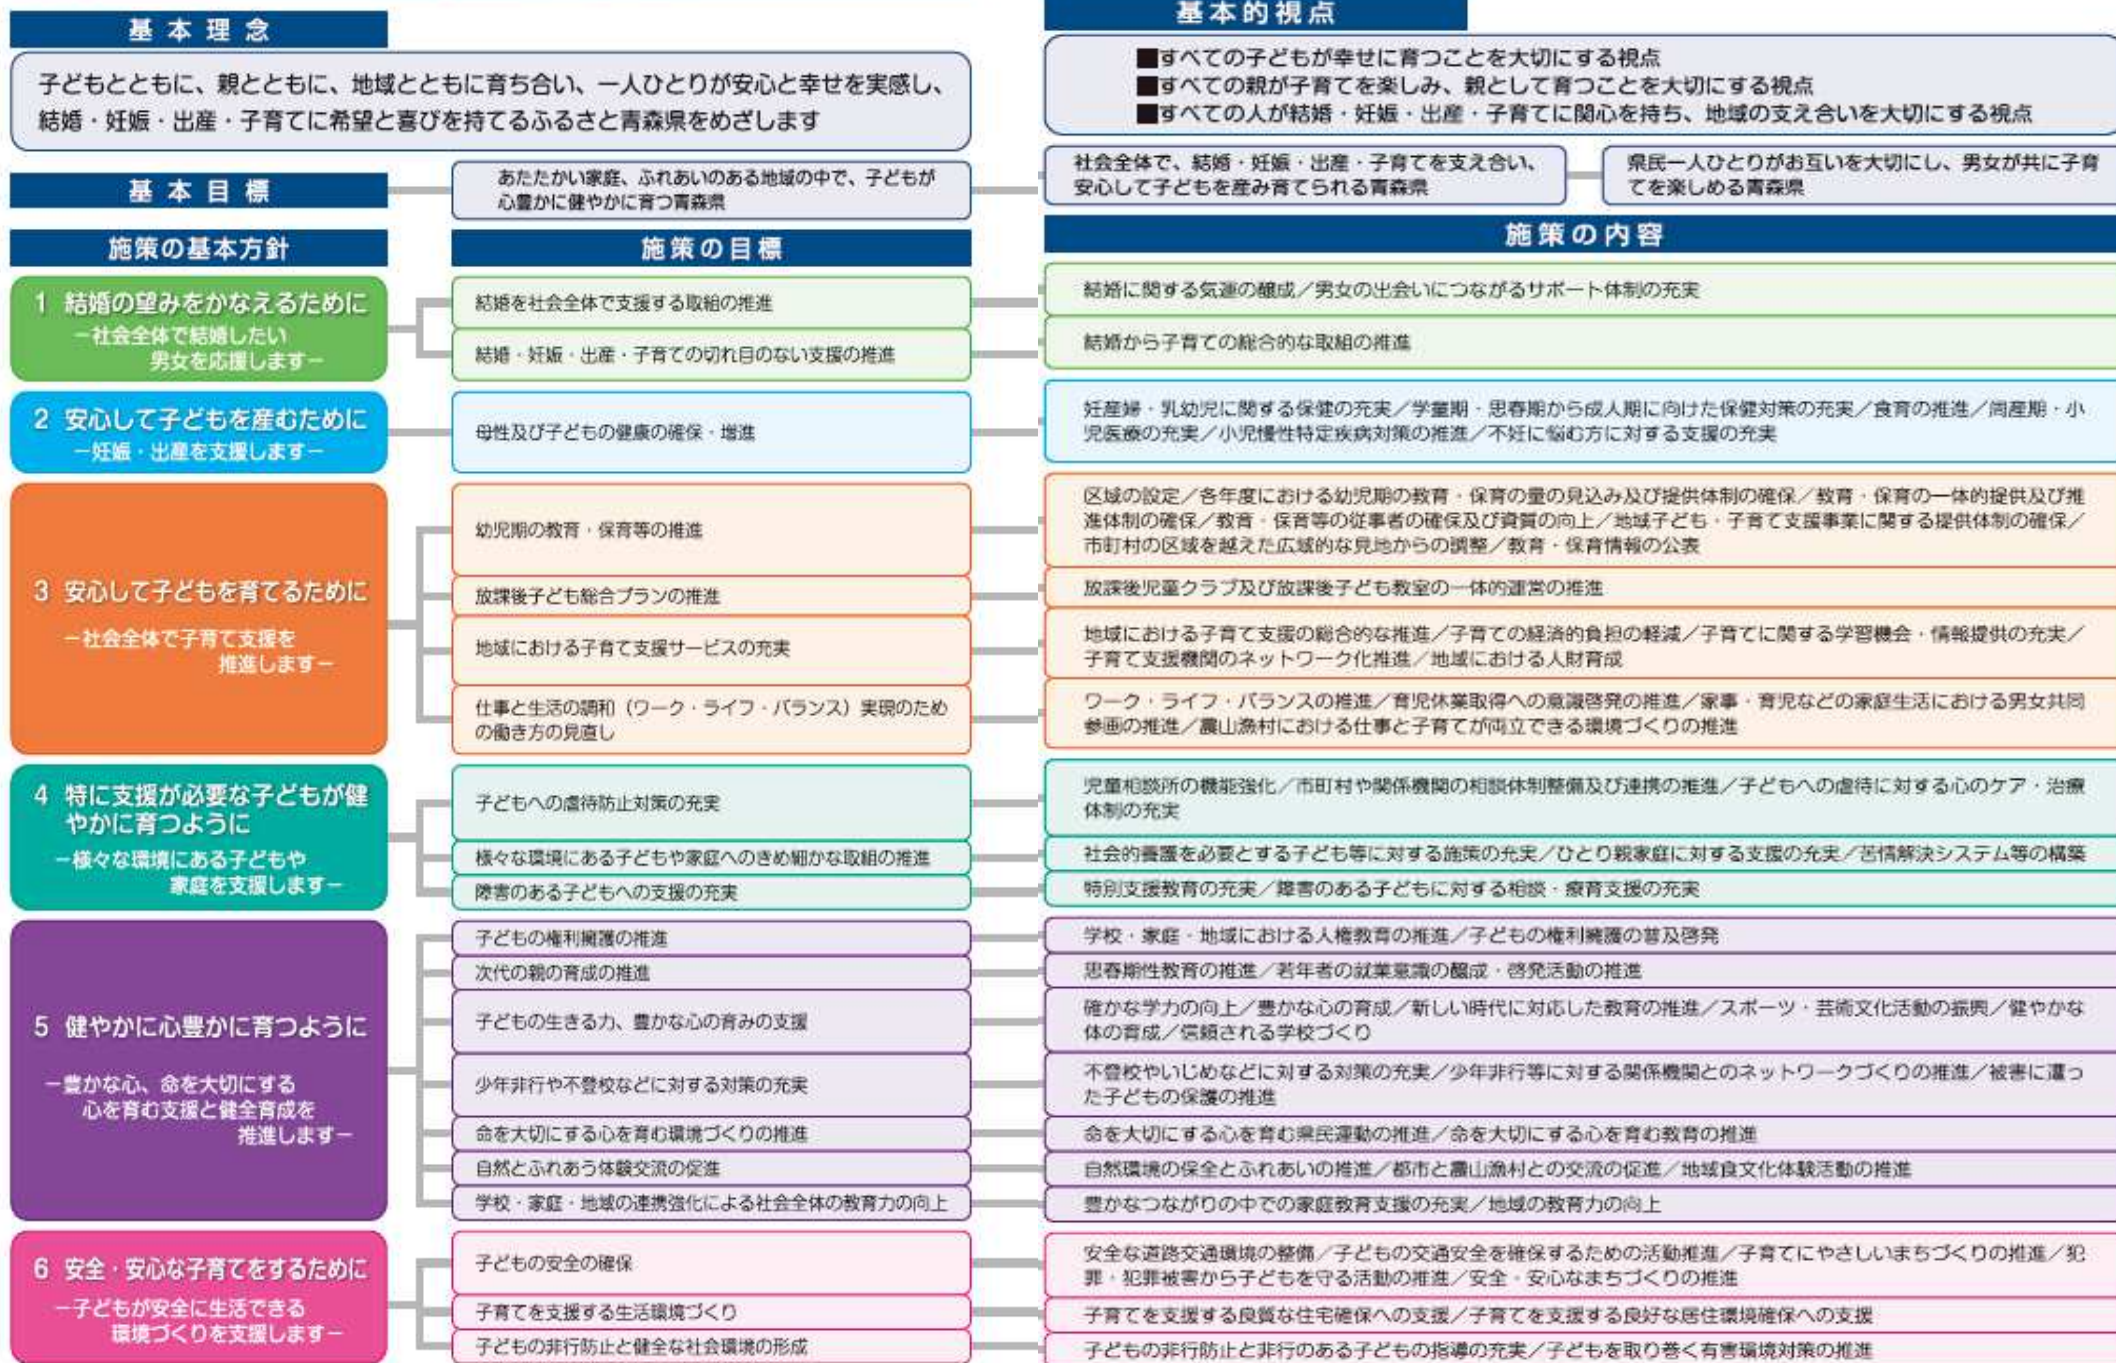 基本理念
子どもとともに、親とともに、地域とともに育ち合い、一人ひとりが安心と幸せを実感し、
結婚・妊娠・出産・子育てに希望と喜びを持てるふるさと青森県をめざします
基本的視点
■すべての子どもが幸せに育つことを大切にする視点
■すべての親が子育てを楽しみ、親として育つことを大切にする視点
■すべての人が結婚・妊娠・出産・子育てに関心を持ち、地域の支え合いを大切にする視点
基本目標
あたたかい家庭、ふれあいのある地域の中で、子どもが
心豊かに健やかに育つ青森県
社会全体で、結婚・妊娠・出産・子育てを支え合い、
安心して子どもを産み育てられる青森県
県民一人ひとりがお互いを大切にし、男女が共に子育
てを楽しめる青森県
施策の基本方針
施策の目標
施策の内容
1 結婚の望みをかなえるために
－社会全体で結婚したい
男女を応援します－
結婚を社会全体で支援する取組の推進
結婚に関する気運の醸成／男女の出会いにつながるサポート体制の充実
結婚・妊娠・出産・子育ての切れ目のない支援の推進
結婚から子育ての総合的な取組の推進
2 安心して子どもを産むために
－妊娠・出産を支援します－
母性及び子どもの健康の確保・増進
妊産婦・乳幼児に関する保健の充実／学童期・思春期から成人期に向けた保健対策の充実／食育の推進／周産期・小
児医療の充実／小児慢性特定疾病対策の推進／不妊に悩む方に対する支援の充実
3 安心して子どもを育てるために
－社会全体で子育て支援を
推進します－
幼児期の教育・保育等の推進
区域の設定／各年度における幼児期の教育・保育の量の見込み及び提供体制の確保／教育・保育の一体的提供及び推
進体制の確保／教育・保育等の従事者の確保及び資質の向上／地域子ども・子育て支援事業に関する提供体制の確保／
市町村の区域を越えた広域的な見地からの調整／教育・保育情報の公表
放課後子ども総合プランの推進
放課後児童クラブ及び放課後子ども教室の一体的運営の推進
地域における子育て支援サービスの充実
地域における子育て支援の総合的な推進／子育ての経済的負担の軽減／子育てに関する学習機会・情報提供の充実／
子育て支援機関のネットワーク化推進／地域における人財育成
仕事と生活の調和（ワーク・ライフ・バランス）実現のため
の働き方の見直し
ワーク・ライフ・バランスの推進／育児休業取得への意識啓発の推進／家事・育児などの家庭生活における男女共同
参画の推進／農山漁村における仕事と子育てが両立できる環境づくりの推進
4 特に支援が必要な子どもが健
やかに育つように
－様々な環境にある子どもや
家庭を支援します－
子どもへの虐待防止対策の充実
児童相談所の機能強化／市町村や関係機関の相談体制整備及び連携の推進／子どもへの虐待に対する心のケア・治療
体制の充実
様々な環境にある子どもや家庭へのきめ細かな取組の推進
社会的養護を必要とする子ども等に対する施策の充実／ひとり親家庭に対する支援の充実／苦情解決システム等の構築
障害のある子どもへの支援の充実
特別支援教育の充実／障害のある子どもに対する相談・療育支援の充実
5 健やかに心豊かに育つように
－豊かな心、命を大切にする
心を育む支援と健全育成を
推進します－
子どもの権利擁護の推進
学校・家庭・地域における人権教育の推進／子どもの権利擁護の普及啓発
次代の親の育成の推進
思春期性教育の推進／若年者の就業意識の醸成・啓発活動の推進
子どもの生きる力、豊かな心の育みの支援
確かな学力の向上／豊かな心の育成／新しい時代に対応した教育の推進／スポーツ・芸術文化活動の振興／健やかな
体の育成／信頼される学校づくり
少年非行や不登校などに対する対策の充実
不登校やいじめなどに対する対策の充実／少年非行等に対する関係機関とのネットワークづくりの推進／被害に遭っ
た子どもの保護の推進
命を大切にする心を育む環境づくりの推進
命を大切にする心を育む県民運動の推進／命を大切にする心を育む教育の推進
自然とふれあう体験交流の促進
自然環境の保全とふれあいの推進／都市と農山漁村との交流の促進／地域食文化体験活動の推進
学校・家庭・地域の連携強化による社会全体の教育力の向上
豊かなつながりの中での家庭教育支援の充実／地域の教育力の向上
6 安全・安心な子育てをするために
－子どもが安全に生活できる
環境づくりを支援します－
子どもの安全の確保
安全な道路交通環境の整備／子どもの交通安全を確保するための活動推進／子育てにやさしいまちづくりの推進／犯
罪・犯罪被害から子どもを守る活動の推進／安全・安心なまちづくりの推進
子育てを支援する生活環境づくり
子育てを支援する良質な住宅確保への支援／子育てを支援する良好な居住環境確保への支援
子どもの非行防止と健全な社会環境の形成
子どもの非行防止と非行のある子どもの指導の充実／子どもを取り巻く有害環境対策の推進